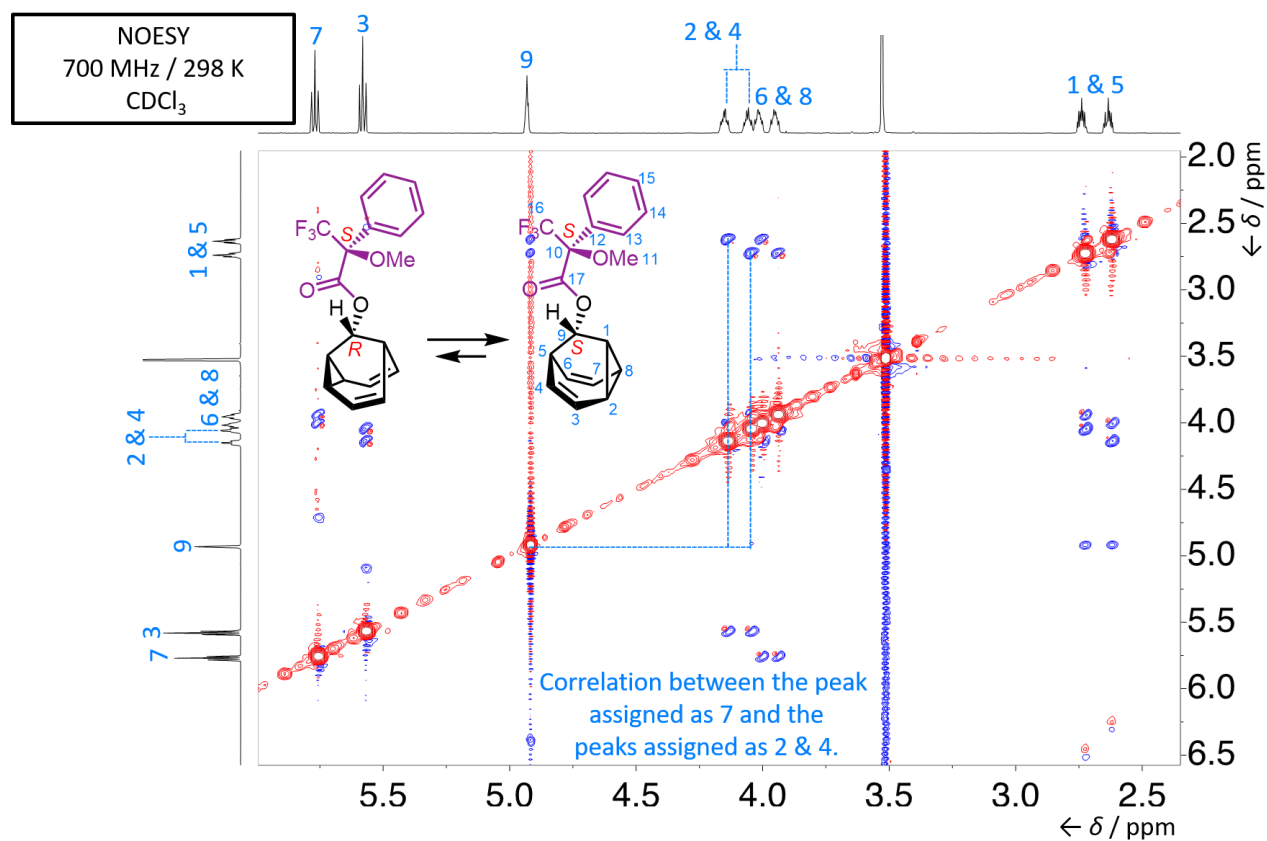 NOESY
700 MHz / 298 K
CDCl3
7
3
9
2 & 4
6 & 8
1 & 5
1 & 5
6 & 8
2 & 4
9
3
7
F3C
S
OMe
O
O
H
R
16
15
14
13
F3C
S
12
10
OMe
11
17
O
O
H
9
1
S
5
6
7
8
4
3
2
Correlation between the peak
assigned as 7 and the
peaks assigned as 2 & 4.
2.0
2.5
3.0
3.5
4.0
4.5
5.0
5.5
6.0
6.5
← δ / ppm
5.5
5.0
4.5
4.0
3.5
3.0
2.5
← δ / ppm